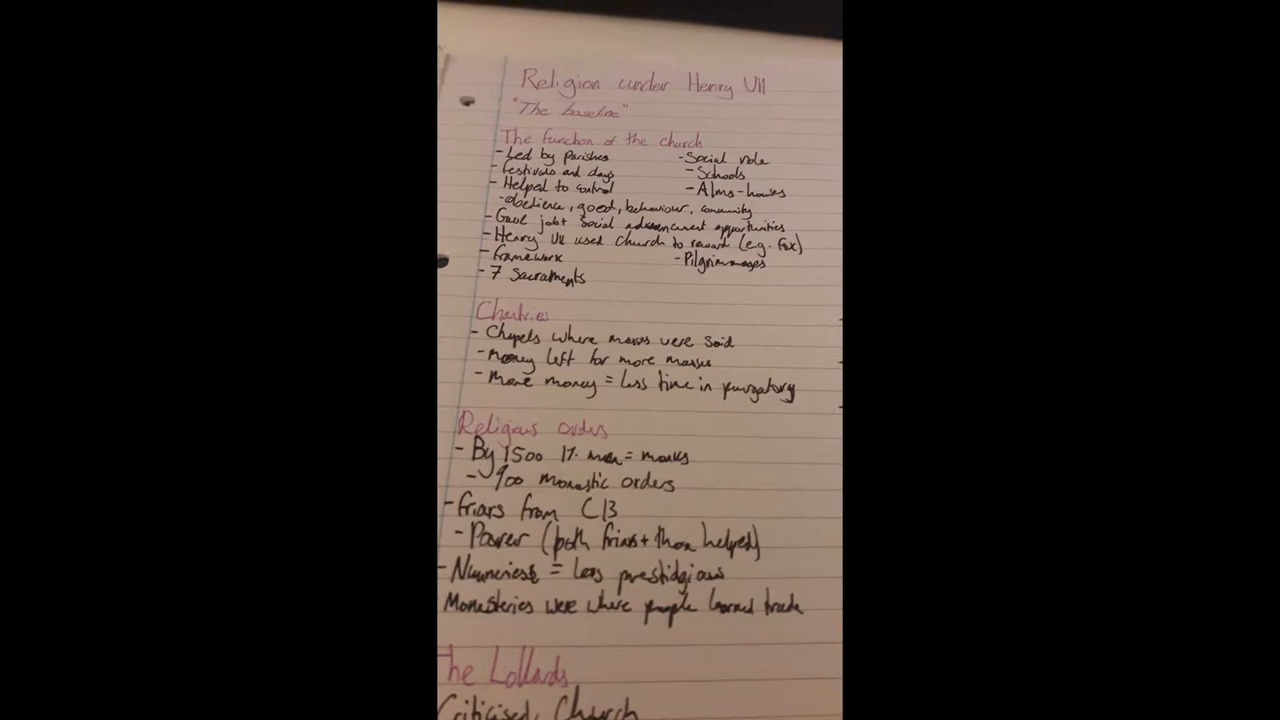 Religion under Henry VII
"The baseline"
The function of the church
- Led by parishes - Social role
- Festivals and days - Schools
- Helped to control - Alms-houses
- obedience, good, behaviour, community
- Gave job + social advancement opportunities
- Henry VII used church to reward (e.g. Fox)
- framework - Pilgrimmages
- 7 Sacraments
Chantries
- Chapels where masses were said
- money left for more masses
- more money = less time in purgatory
Religious orders
- By 1500 1% men = monks
- 900 monastic orders
- Friars from C13
- Poorer (both friars + helped)
- Nunneries = less prestidgious
Monasteries were where people learned trade
The Lollards
Criticised Church